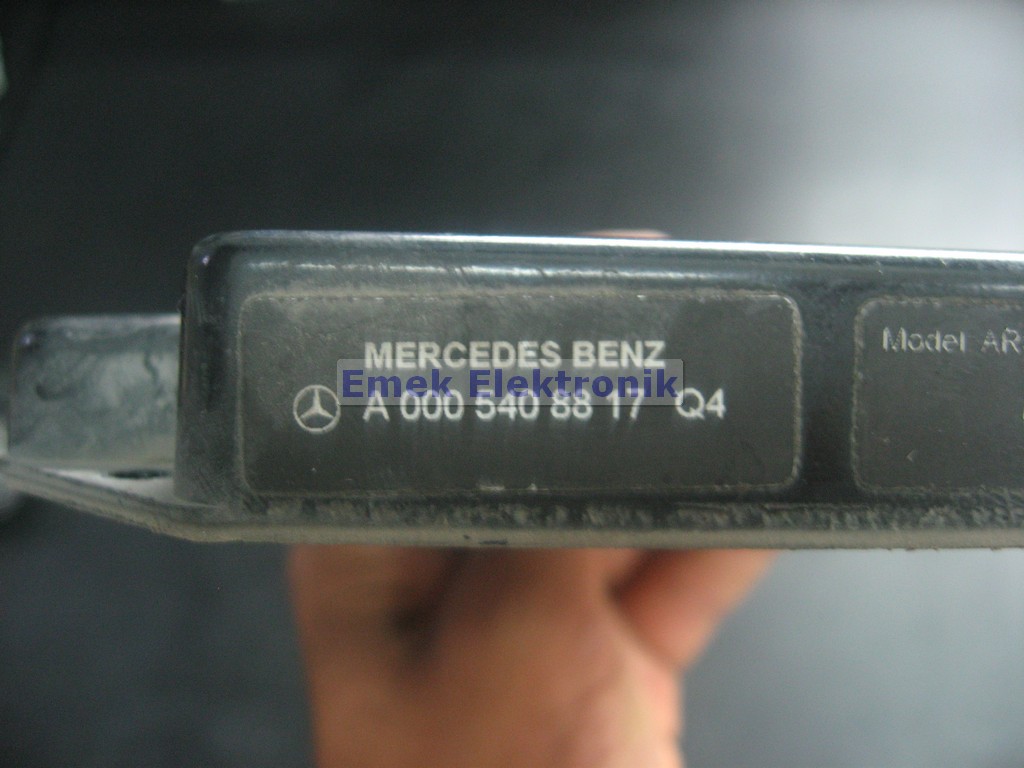 MERCEDES BENZ
Emek Elektronik
A 000 540 88 17 Q4
Model AR